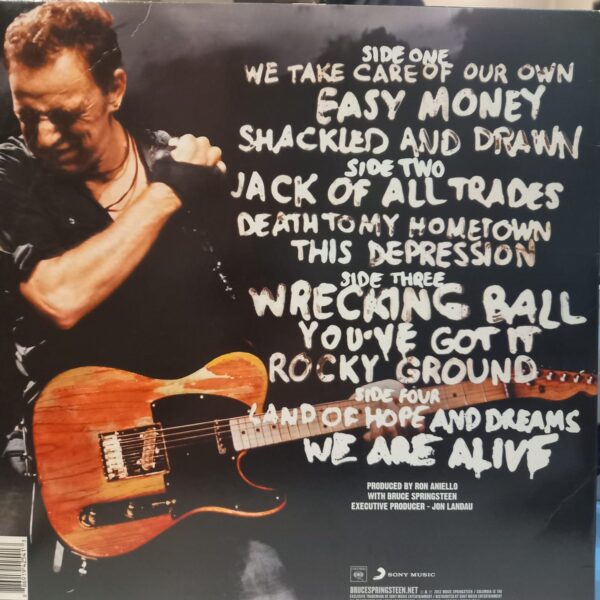 SIDE ONE
WE TAKE CARE OF OUR OWN
EASY MONEY
SHACKLED AND DRAWN
SIDE TWO
JACK OF ALL TRADES
DEATH TO MY HOMETOWN
THIS DEPRESSION
SIDE THREE
WRECKING BALL
YOU'VE GOT IT
ROCKY GROUND
SIDE FOUR
LAND OF HOPE AND DREAMS
WE ARE ALIVE
PRODUCED BY RON ANIELLO
WITH BRUCE SPRINGSTEEN
EXECUTIVE PRODUCER - JON LANDAU
SONY MUSIC
BRUCESPRINGSTEEN.NET